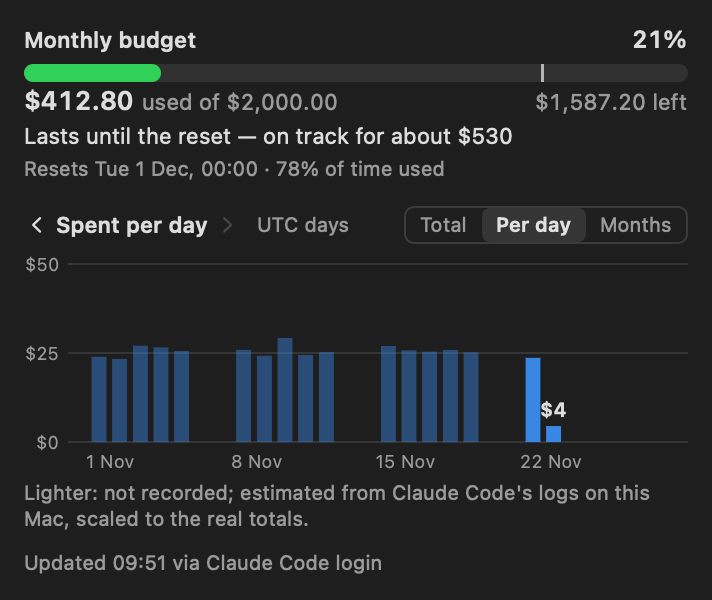 Monthly budget 21%
$412.80 used of $2,000.00 $1,587.20 left
Lasts until the reset — on track for about $530
Resets Tue 1 Dec, 00:00 · 78% of time used
Spent per day UTC days Total Per day Months
$50
$25
$4
$0
1 Nov 8 Nov 15 Nov 22 Nov
Lighter: not recorded; estimated from Claude Code's logs on this
Mac, scaled to the real totals.
Updated 09:51 via Claude Code login